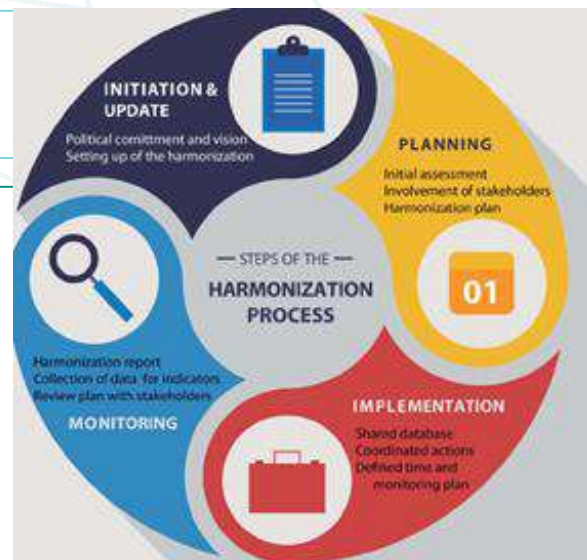 INITIATION &
UPDATE
Political comittment and vision
Setting up of the harmonization
PLANNING
Initial assessment
Involvement of stakeholders
Harmonization plan
01
— STEPS OF THE —
HARMONIZATION
PROCESS
IMPLEMENTATION
Shared database
Coordinated actions
Defined time and
monitoring plan
Harmonization report
Collection of data for indicators
Review plan with stakeholders
MONITORING